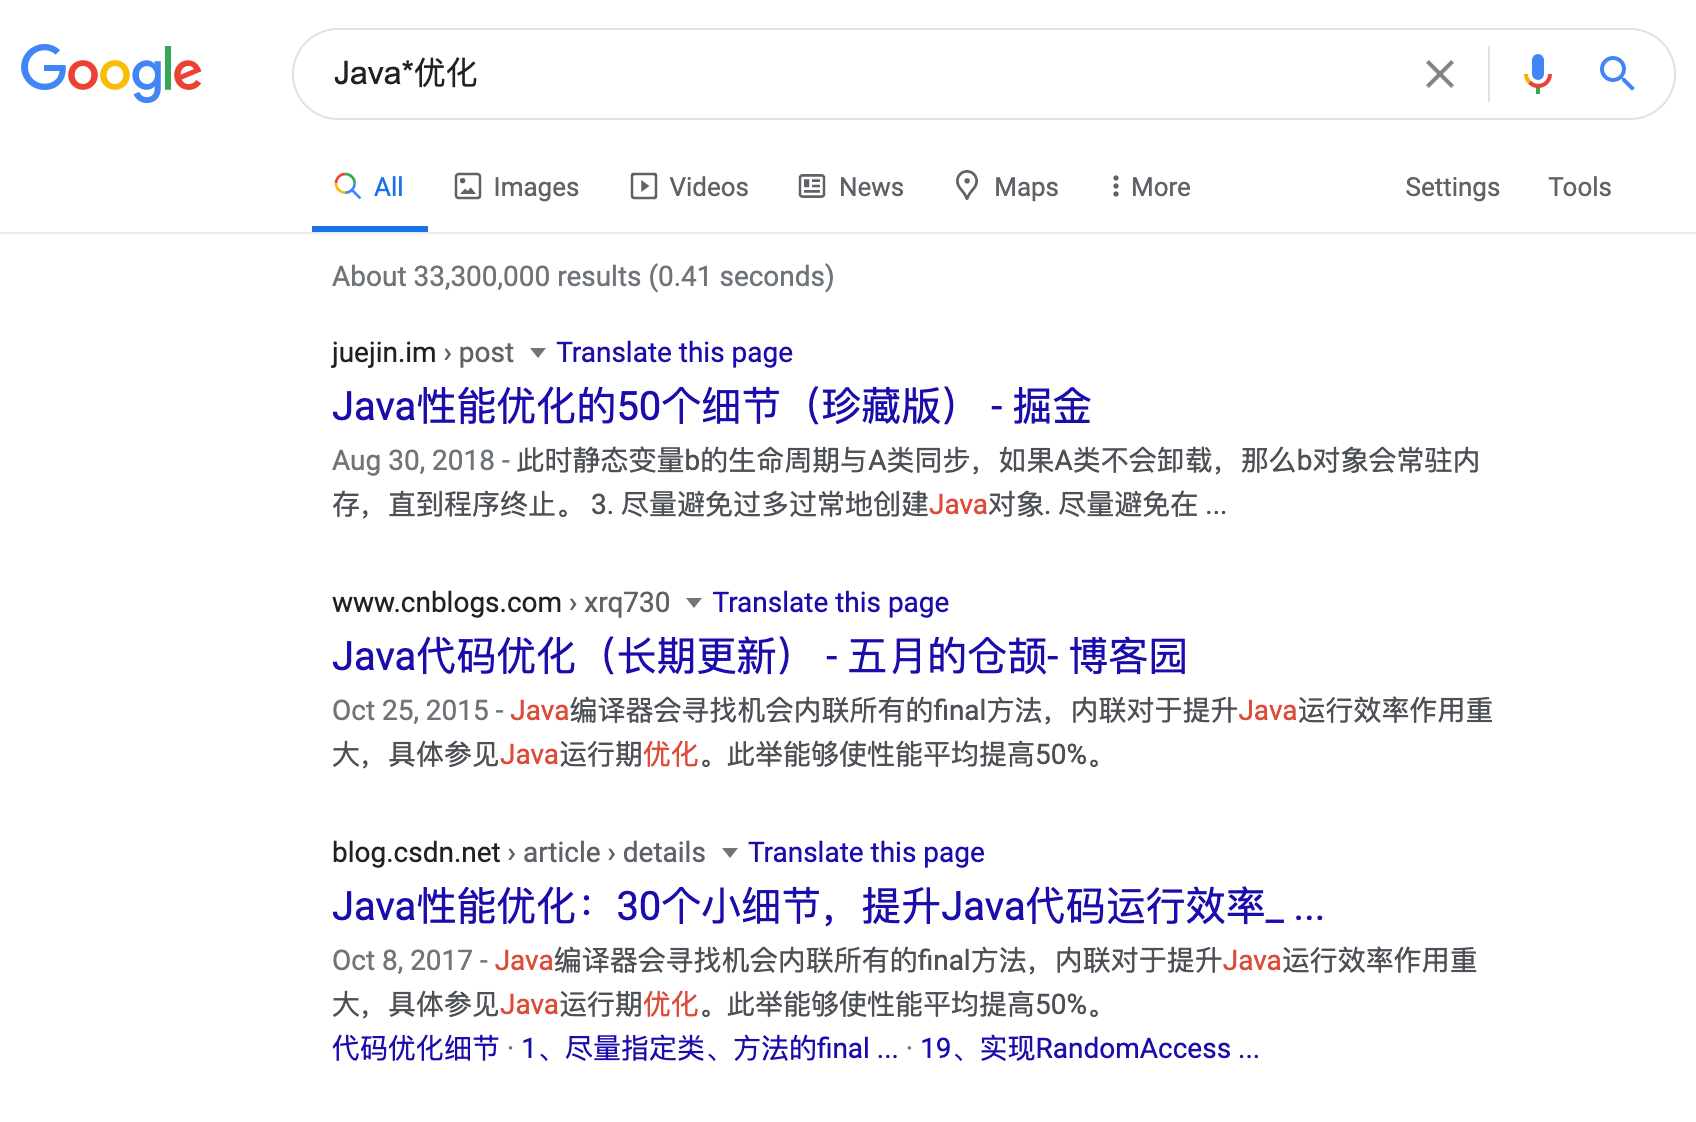 Google
Java*优化
All Images Videos News Maps More Settings Tools
About 33,300,000 results (0.41 seconds)
juejin.im › post Translate this page
Java性能优化的50个细节（珍藏版） - 掘金
Aug 30, 2018 - 此时静态变量b的生命周期与A类同步，如果A类不会卸载，那么b对象会常驻内
存，直到程序终止。 3. 尽量避免过多过常地创建Java对象. 尽量避免在 ...
www.cnblogs.com › xrq730 Translate this page
Java代码优化（长期更新） - 五月的仓颉- 博客园
Oct 25, 2015 - Java编译器会寻找机会内联所有的final方法，内联对于提升Java运行效率作用重
大，具体参见Java运行期优化。此举能够使性能平均提高50%。
blog.csdn.net › article › details Translate this page
Java性能优化：30个小细节，提升Java代码运行效率_ ...
Oct 8, 2017 - Java编译器会寻找机会内联所有的final方法，内联对于提升Java运行效率作用重
大，具体参见Java运行期优化。此举能够使性能平均提高50%。
代码优化细节 · 1、尽量指定类、方法的final ... · 19、实现RandomAccess ...